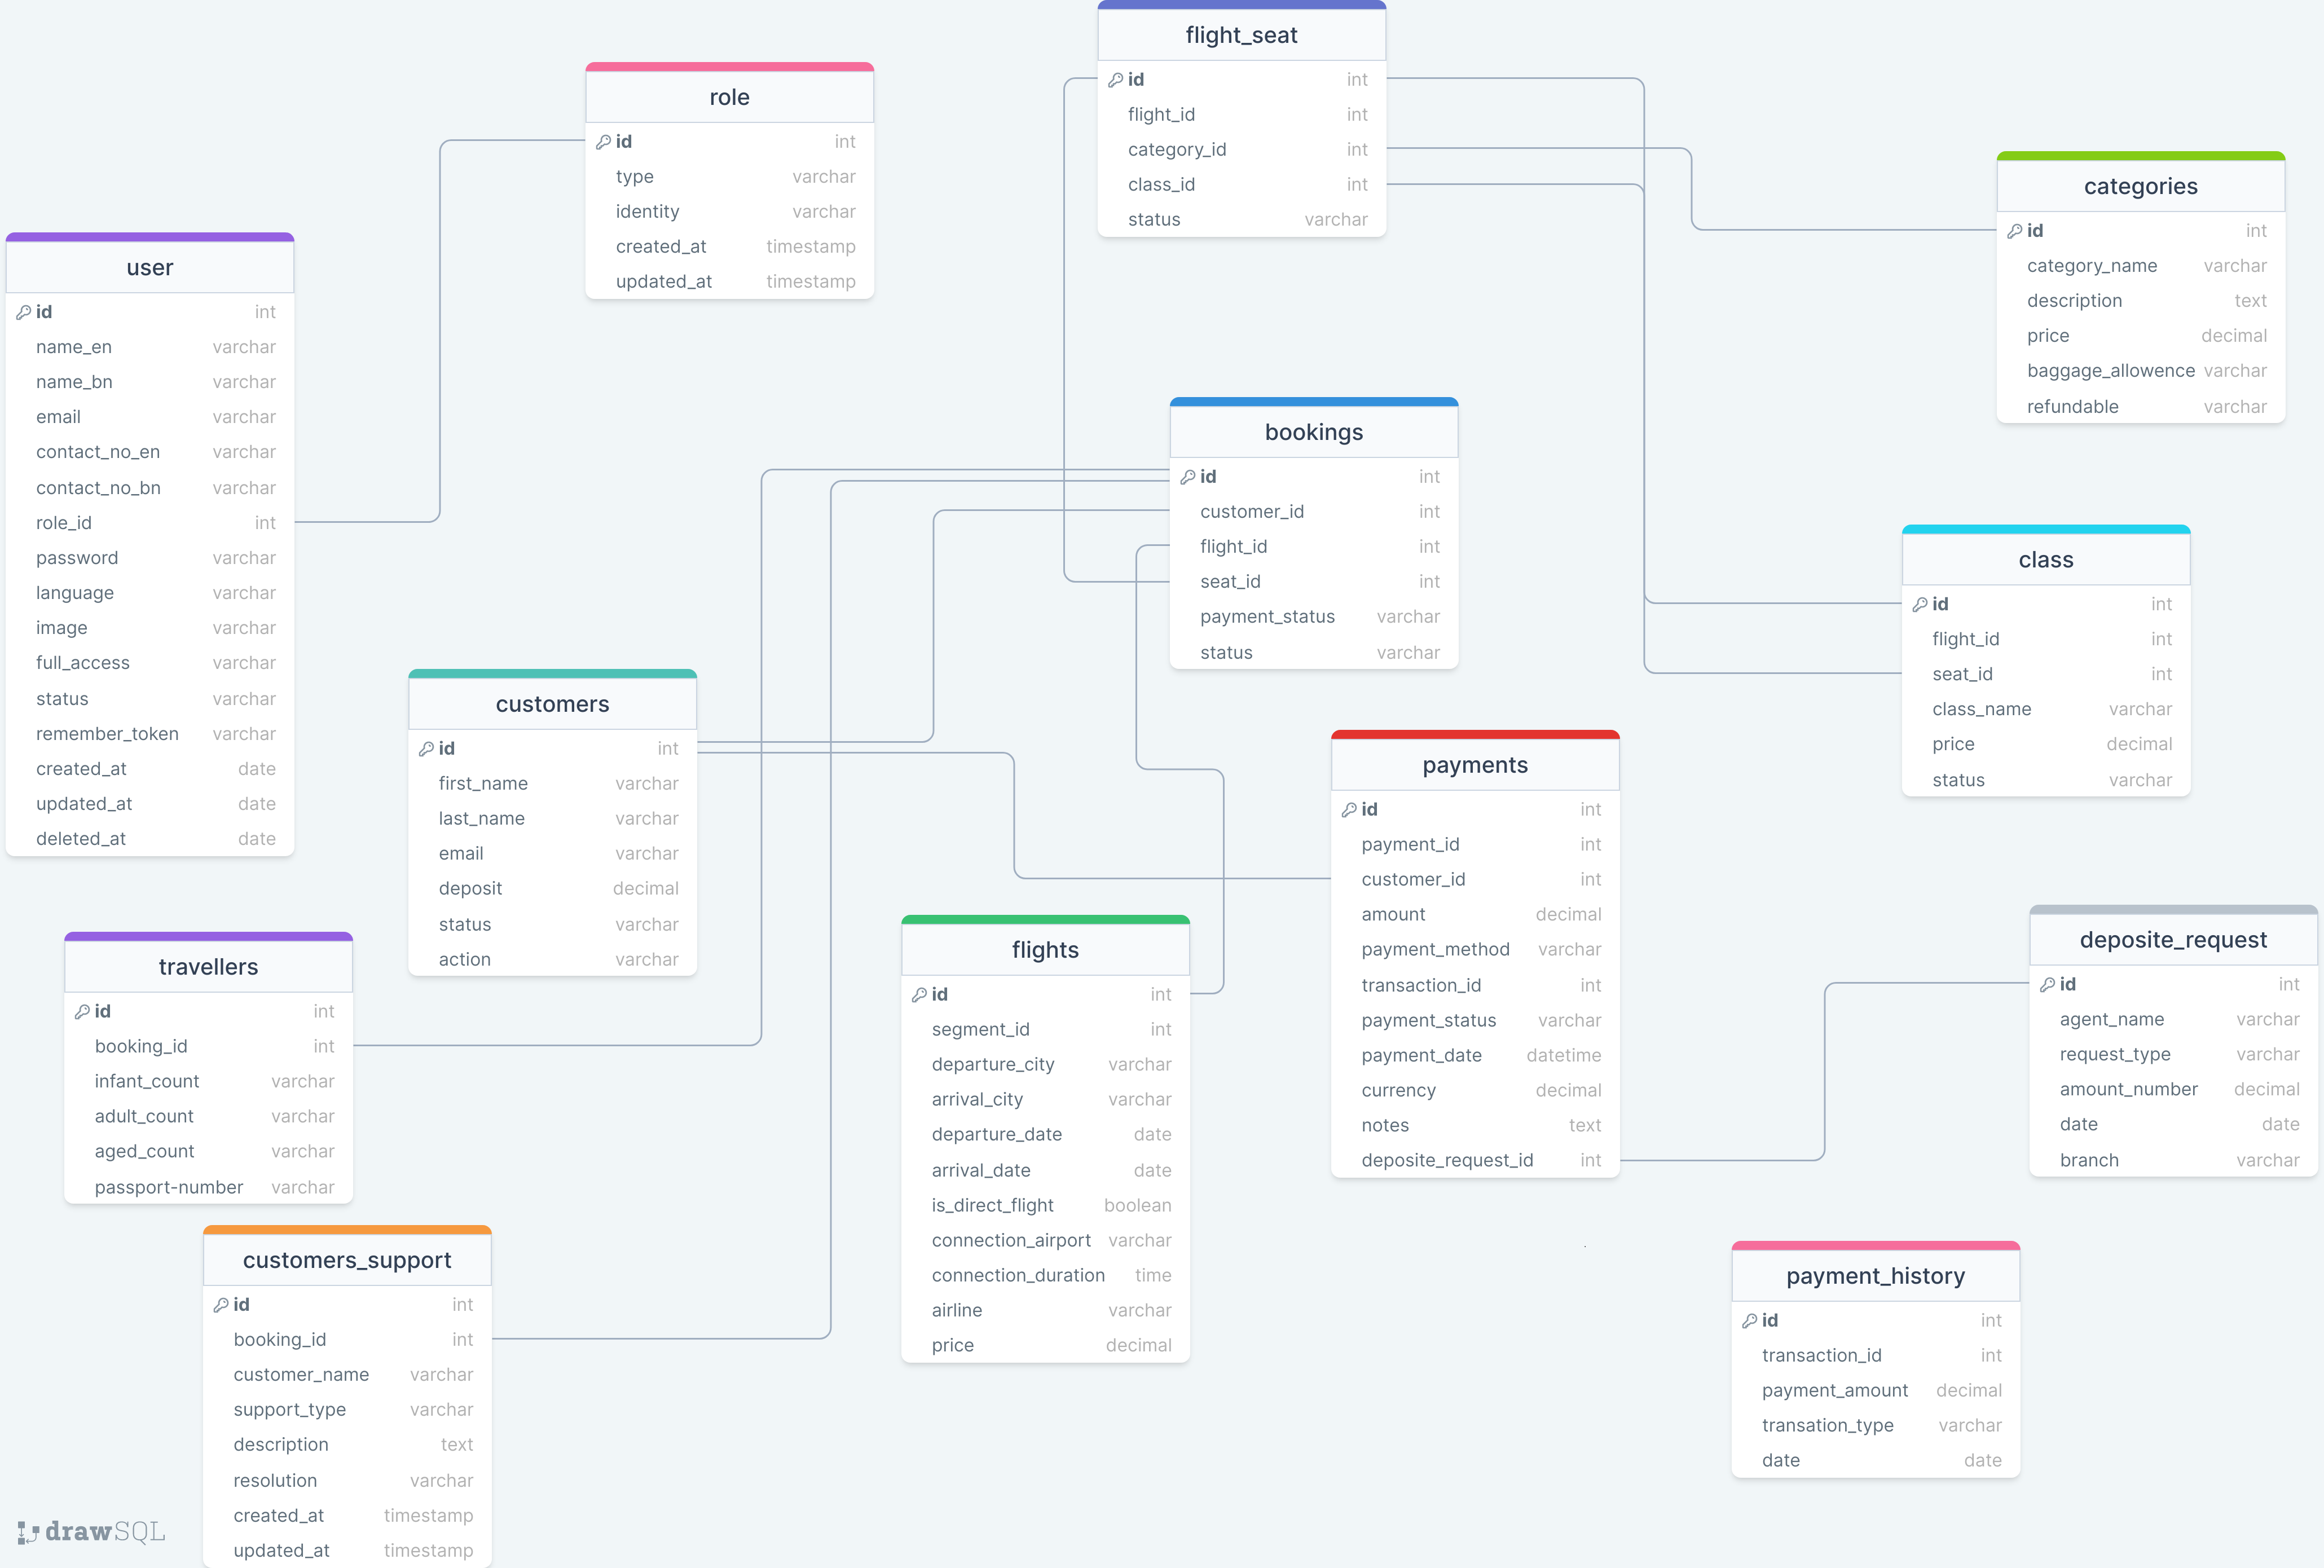 flight_seat
id int
flight_id int
category_id int
class_id int
status varchar
role
id int
type varchar
identity varchar
created_at timestamp
updated_at timestamp
categories
id int
category_name varchar
description text
price decimal
baggage_allowence varchar
refundable varchar
user
id int
name_en varchar
name_bn varchar
email varchar
contact_no_en varchar
contact_no_bn varchar
role_id int
password varchar
language varchar
image varchar
full_access varchar
status varchar
remember_token varchar
created_at date
updated_at date
deleted_at date
bookings
id int
customer_id int
flight_id int
seat_id int
payment_status varchar
status varchar
class
id int
flight_id int
seat_id int
class_name varchar
price decimal
status varchar
customers
id int
first_name varchar
last_name varchar
email varchar
deposit decimal
status varchar
action varchar
payments
id int
payment_id int
customer_id int
amount decimal
payment_method varchar
transaction_id int
payment_status varchar
payment_date datetime
currency decimal
notes text
deposite_request_id int
deposite_request
id int
agent_name varchar
request_type varchar
amount_number decimal
date date
branch varchar
flights
id int
segment_id int
departure_city varchar
arrival_city varchar
departure_date date
arrival_date date
is_direct_flight boolean
connection_airport varchar
connection_duration time
airline varchar
price decimal
travellers
id int
booking_id int
infant_count varchar
adult_count varchar
aged_count varchar
passport-number varchar
customers_support
id int
booking_id int
customer_name varchar
support_type varchar
description text
resolution varchar
created_at timestamp
updated_at timestamp
payment_history
id int
transaction_id int
payment_amount decimal
transation_type varchar
date date
drawSQL